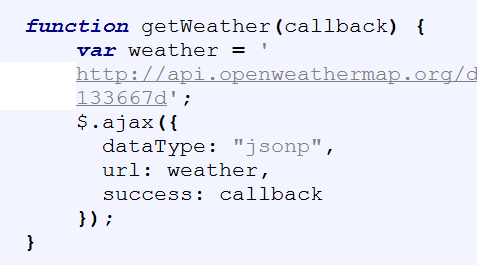 function getWeather(callback) {
var weather = '
http://api.openweathermap.org/d
133667d';
$.ajax({
dataType: "jsonp",
url: weather,
success: callback
});
}